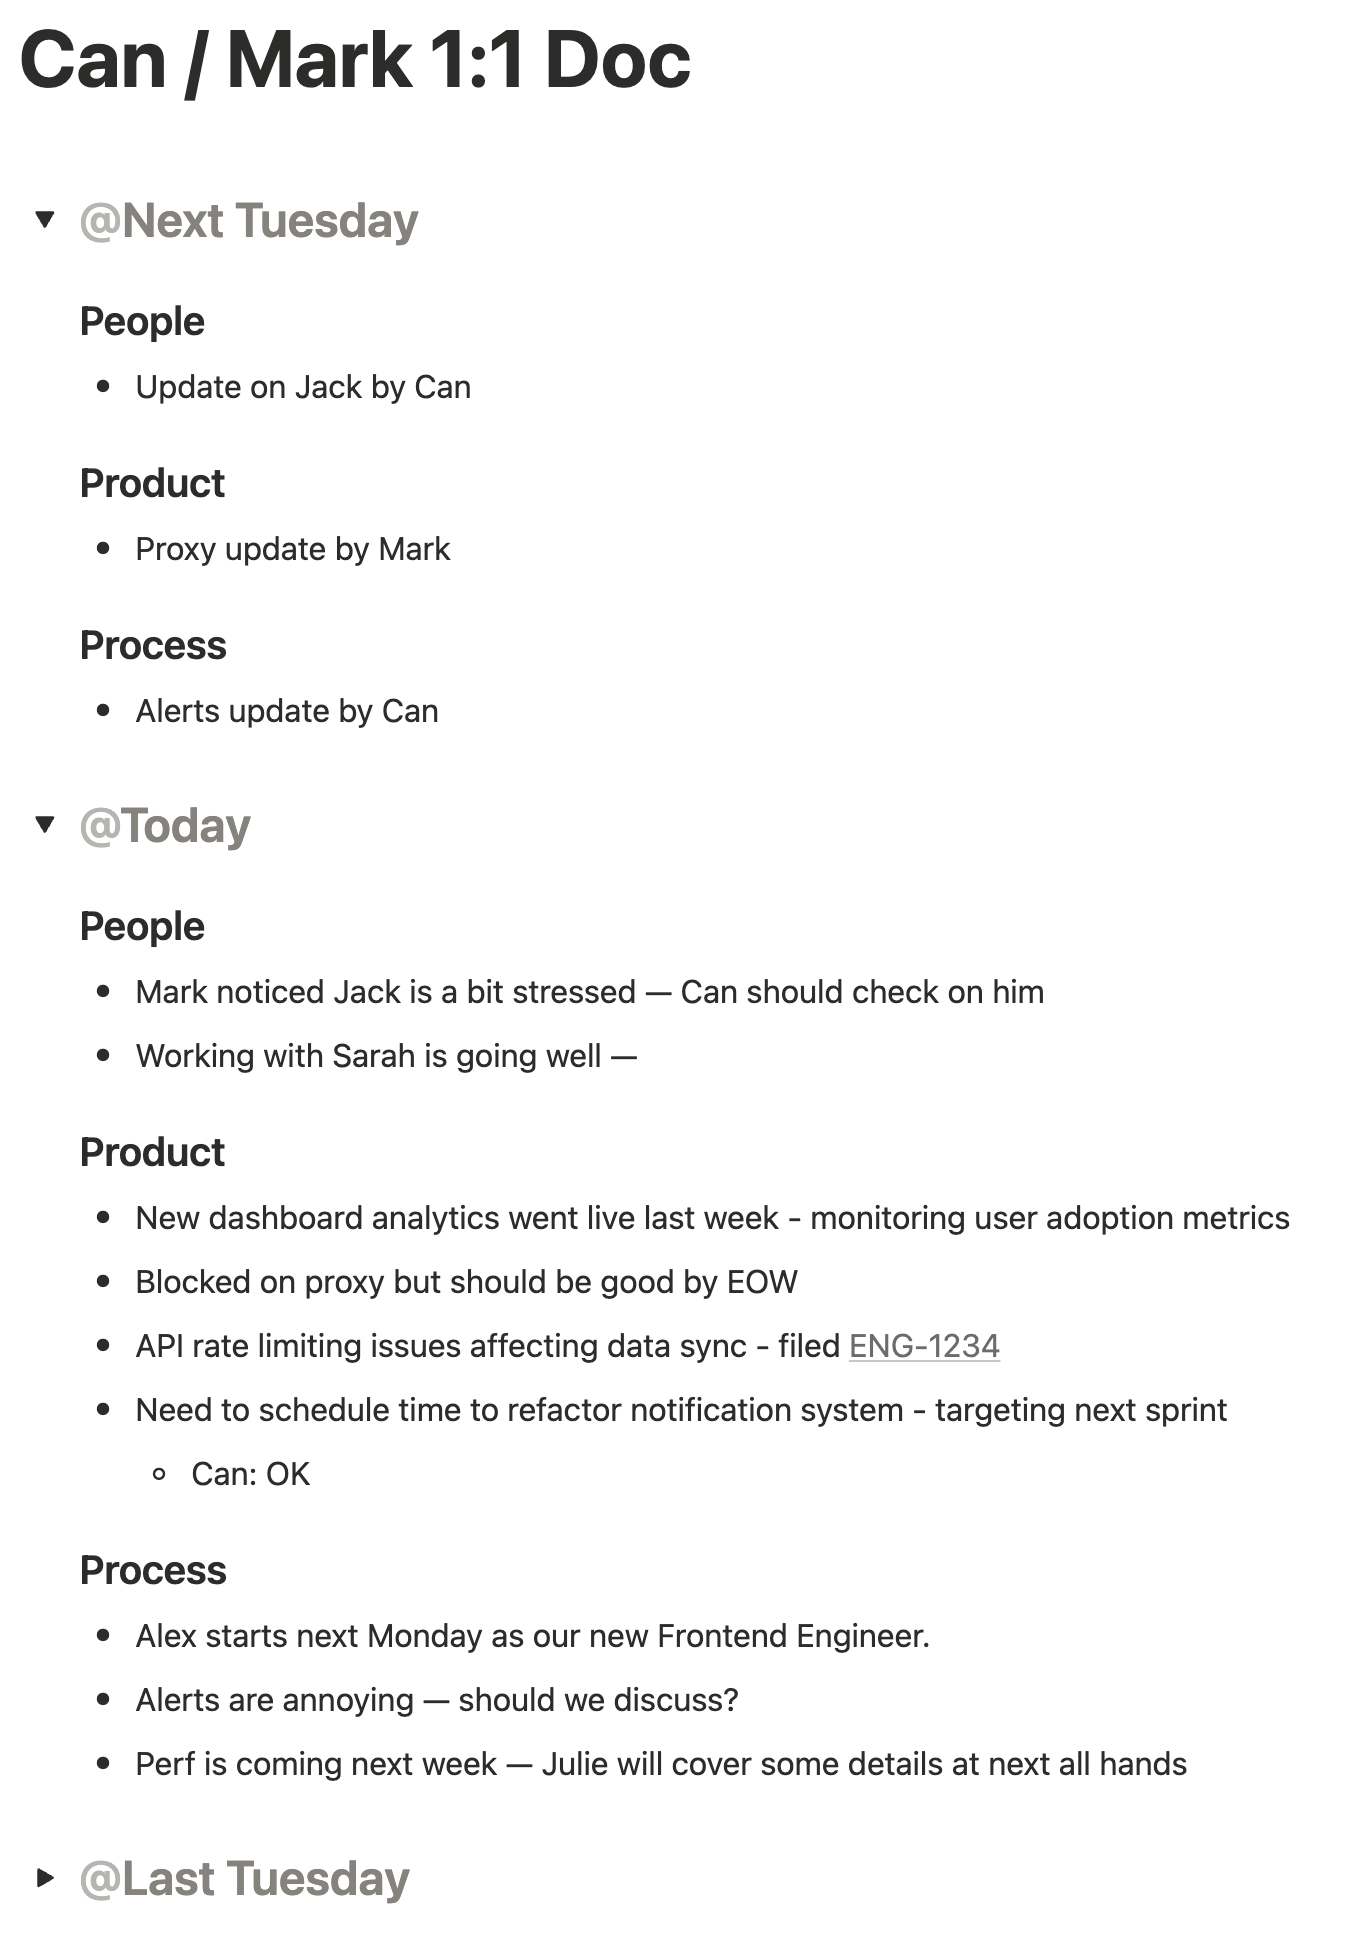 Can / Mark 1:1 Doc
@Next Tuesday
People
Update on Jack by Can
Product
Proxy update by Mark
Process
Alerts update by Can
@Today
People
Mark noticed Jack is a bit stressed — Can should check on him
Working with Sarah is going well —
Product
New dashboard analytics went live last week - monitoring user adoption metrics
Blocked on proxy but should be good by EOW
API rate limiting issues affecting data sync - filed ENG-1234
Need to schedule time to refactor notification system - targeting next sprint
Can: OK
Process
Alex starts next Monday as our new Frontend Engineer.
Alerts are annoying — should we discuss?
Perf is coming next week — Julie will cover some details at next all hands
@Last Tuesday